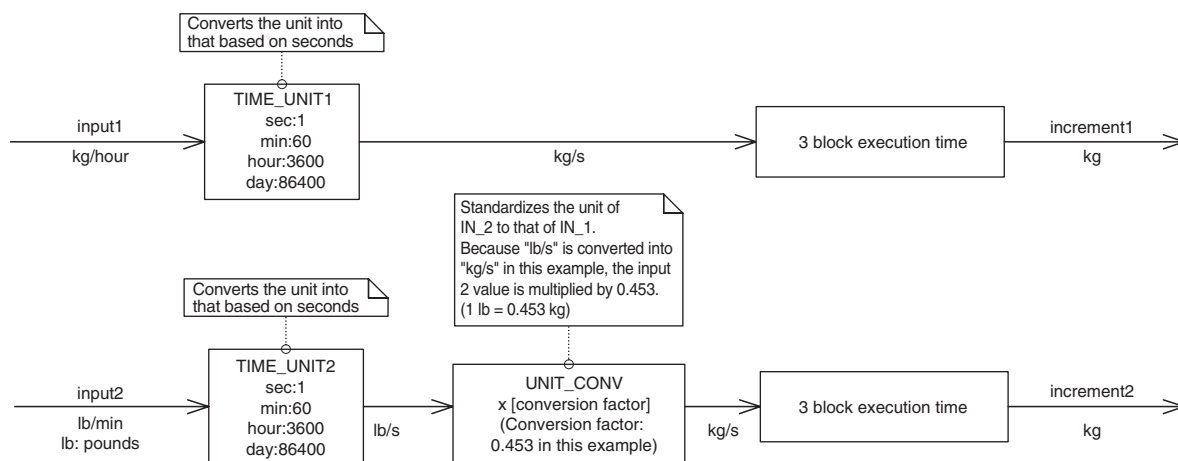 Converts the unit into
that based on seconds
input1
kg/hour
TIME_UNIT1
sec:1
min:60
hour:3600
day:86400
kg/s
3 block execution time
increment1
kg
Standardizes the unit of
IN_2 to that of IN_1.
Because "lb/s" is converted into
"kg/s" in this example, the input
2 value is multiplied by 0.453.
(1 lb = 0.453 kg)
Converts the unit into
that based on seconds
input2
lb/min
lb: pounds
TIME_UNIT2
sec:1
min:60
hour:3600
day:86400
lb/s
UNIT_CONV
x [conversion factor]
(Conversion factor:
0.453 in this example)
kg/s
3 block execution time
increment2
kg